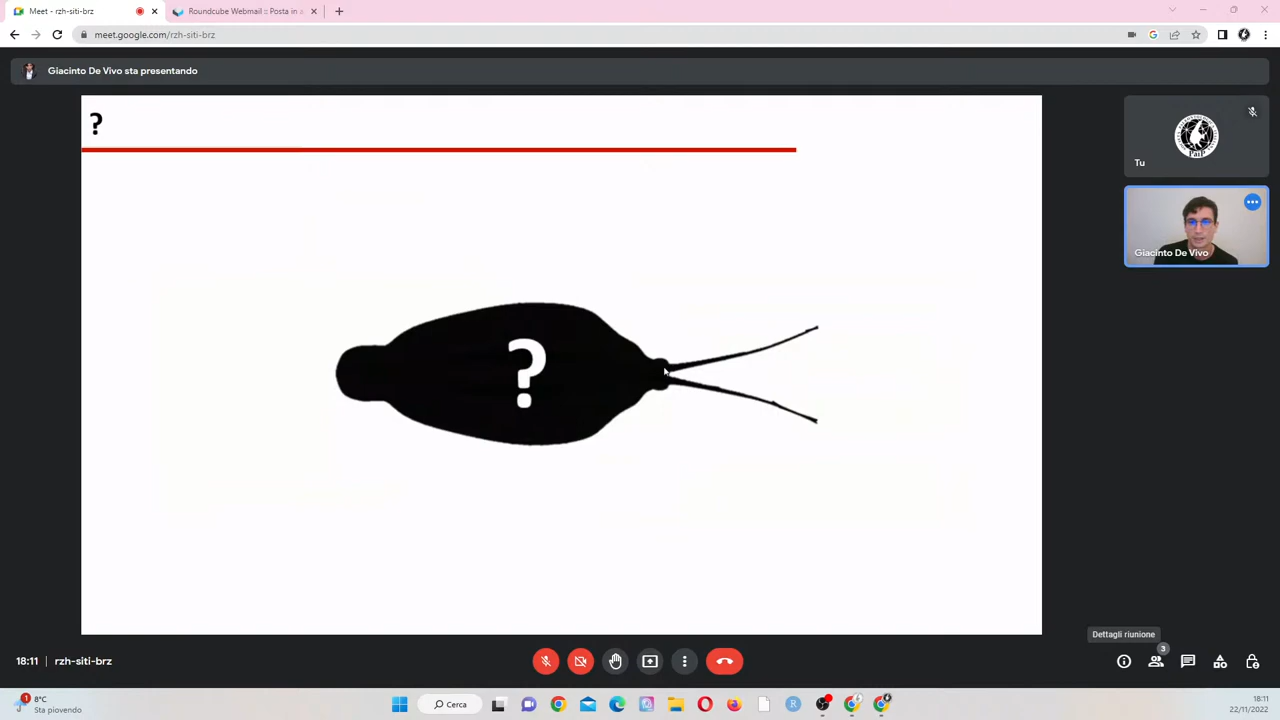 Meet - rzh-siti-brz
Roundcube Webmail :: Posta in a
meet.google.com/rzh-siti-brz
Giacinto De Vivo sta presentando
?
?
Tu
Giacinto De Vivo
Dettagli riunione
18:11 | rzh-siti-brz
3
1
8°C
Sta piovendo
Cerca
18:11
22/11/2022